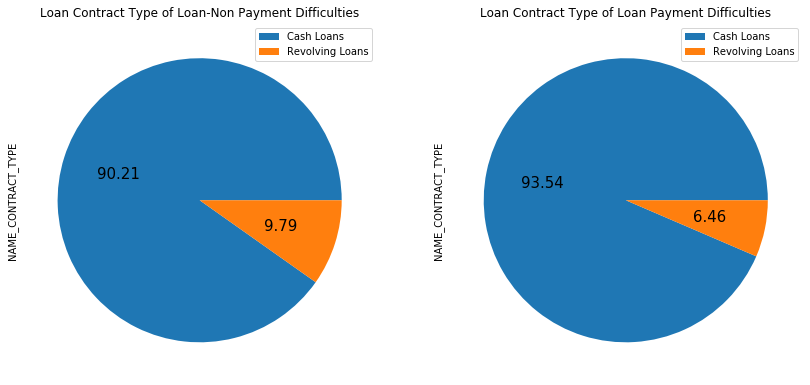 Loan Contract Type of Loan-Non Payment Difficulties
Cash Loans
Revolving Loans
NAME_CONTRACT_TYPE
90.21
9.79
Loan Contract Type of Loan Payment Difficulties
Cash Loans
Revolving Loans
NAME_CONTRACT_TYPE
93.54
6.46